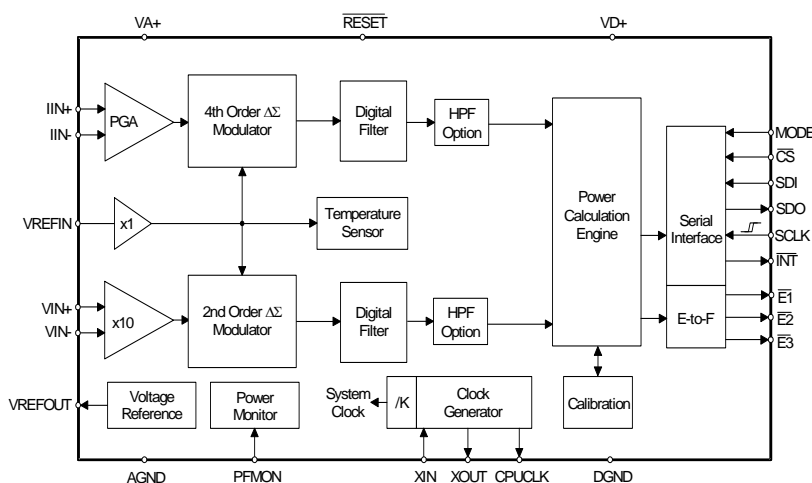 VA+
RESET
VD+
IIN+
IIN-
PGA
4th Order ΔΣ
Modulator
Digital
Filter
HPF
Option
VREFIN
x1
Temperature
Sensor
Power
Calculation
Engine
Serial
Interface
MODE
CS
SDI
SDO
SCLK
INT
VIN+
VIN-
x10
2nd Order ΔΣ
Modulator
Digital
Filter
HPF
Option
E-to-F
E1
E2
E3
VREFOUT
Voltage
Reference
Power
Monitor
System
Clock
/K
Clock
Generator
Calibration
AGND
PFMON
XIN
XOUT
CPUCLK
DGND